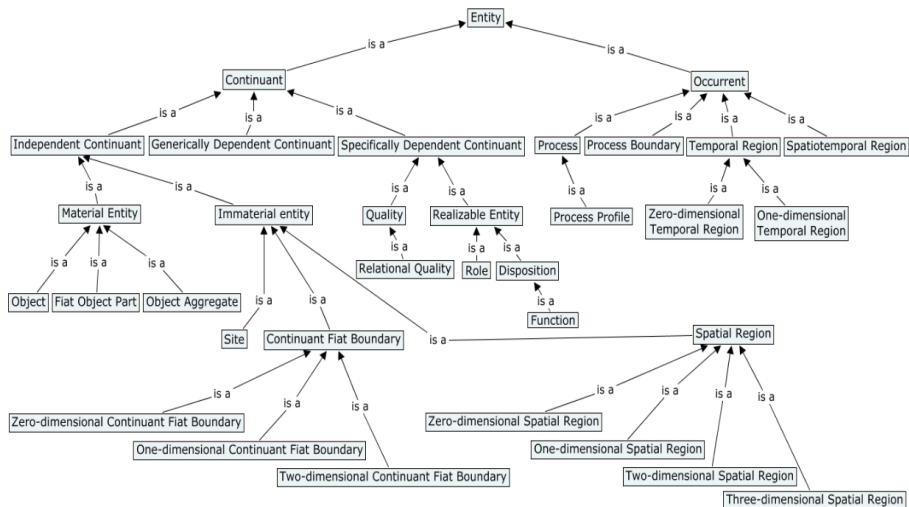 Entity
is a
is a
Continuant
Occurrent
is a
is a
is a
is a
is a
is a
is a
Independent Continuant
Generically Dependent Continuant
Specifically Dependent Continuant
Process
Process Boundary
Temporal Region
Spatiotemporal Region
is a
is a
is a
is a
is a
is a
is a
Material Entity
Immaterial entity
Quality
Realizable Entity
Process Profile
Zero-dimensional
Temporal Region
One-dimensional
Temporal Region
is a
is a
is a
is a
is a
is a
Relational Quality
Role
Disposition
Object
Fiat Object Part
Object Aggregate
is a
is a
is a
Function
Site
Continuant Fiat Boundary
is a
Spatial Region
is a
is a
is a
is a
is a
is a
is a
Zero-dimensional Continuant Fiat Boundary
Zero-dimensional Spatial Region
One-dimensional Continuant Fiat Boundary
One-dimensional Spatial Region
Two-dimensional Continuant Fiat Boundary
Two-dimensional Spatial Region
Three-dimensional Spatial Region